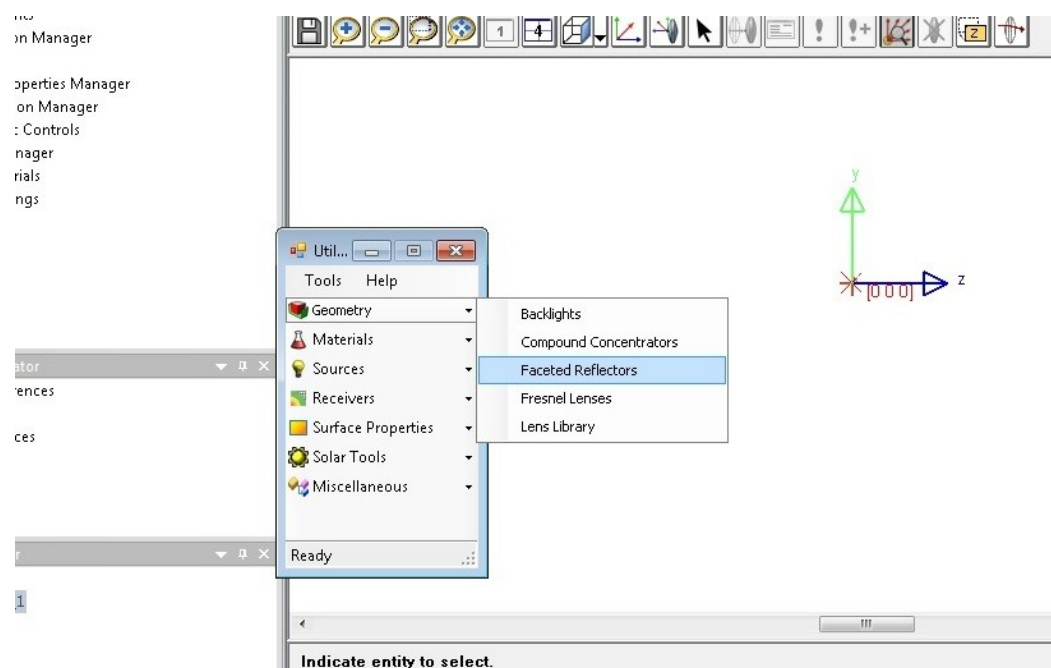 on Manager
operties Manager
on Manager
: Controls
nager
rials
ngs
1
4
!
!+
Z
y
z
[0 0 0]
Util...
Tools Help
Geometry
Materials
Sources
Receivers
Surface Properties
Solar Tools
Miscellaneous
Ready
Backlights
Compound Concentrators
Faceted Reflectors
Fresnel Lenses
Lens Library
ator
rences
ces
r
_1
Indicate entity to select.